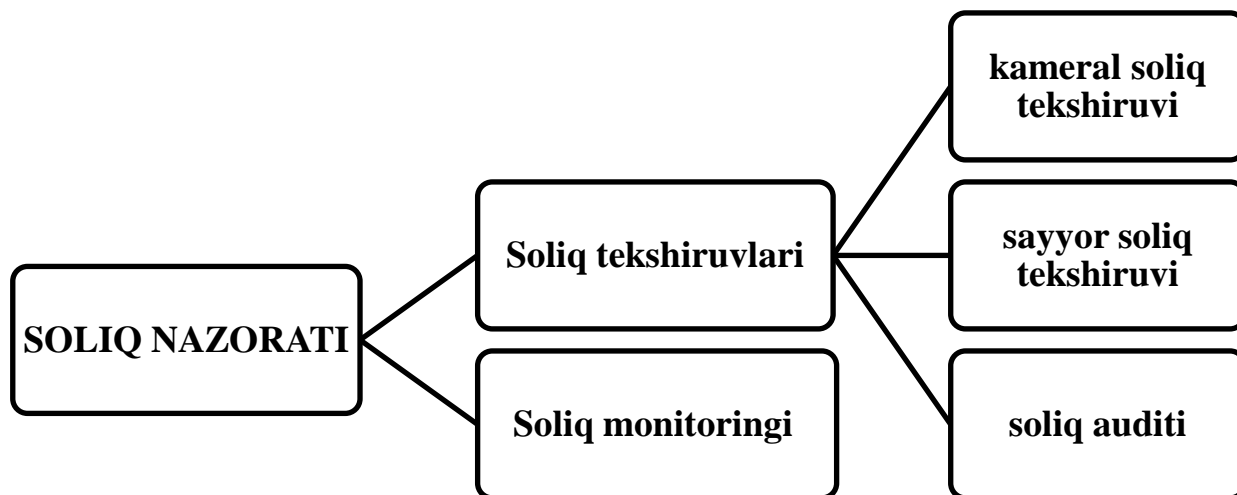 SOLIQ NAZORATI
Soliq tekshiruvlari
kameral soliq
tekshiruvi
sayyor soliq
tekshiruvi
soliq auditi
Soliq monitoringi